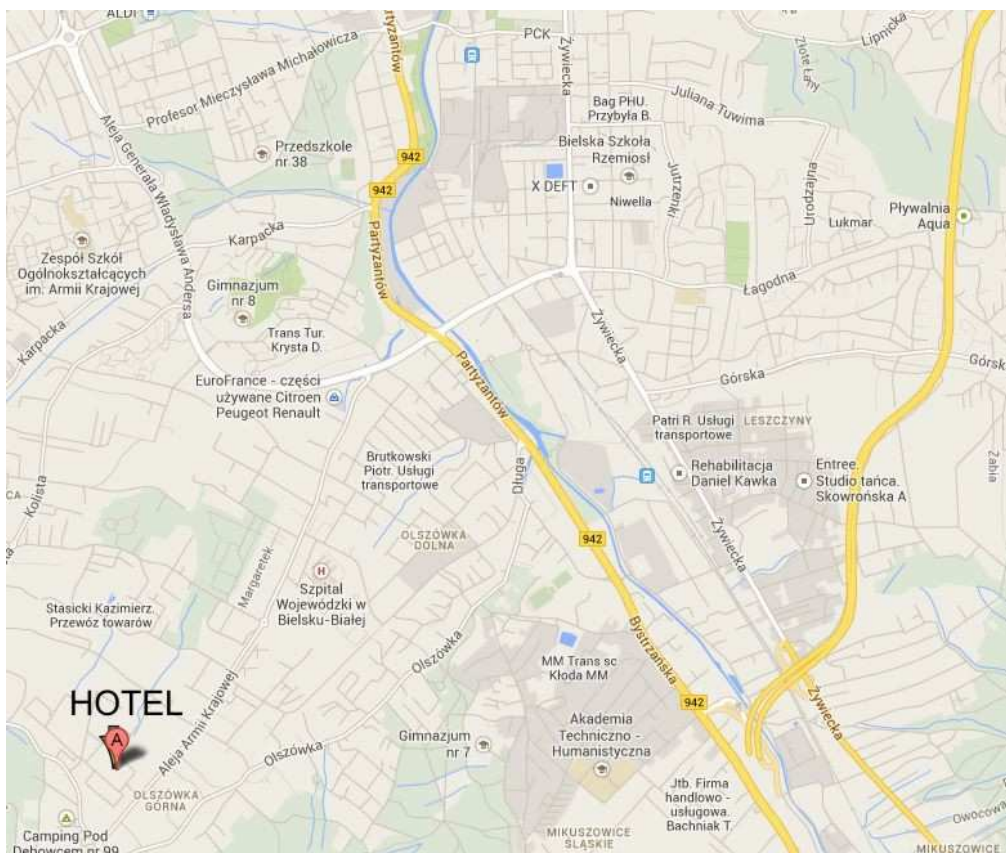 ALDI
PCK
Żywiecka
Lipnicka
Złote Łany
Profesor Mieczysława Michałowicza
Partyzantów
Juliana Tuwima
Bag PHU.
Przybyła B.
Aleja Generała Władysława Andersa
Przedszkole
nr 38
942
Bielska Szkoła
Rzemiosł
X DEFT
Niwella
Jutrzenki
Urodzajna
942
Pływalnia
Aqua
Lukmar
Karpacka
Partyzantów
Zespół Szkół
Ogólnokształcących
im. Armii Krajowej
Gimnazjum
nr 8
Łagodna
Karpacka
Trans Tur.
Krysta D.
Żywiecka
Partyzantów
Górska
Górsk
EuroFrance - części
używane Citroen
Peugeot Renault
Patri R. Usługi
transportowe
LESZCZYNY
Brutkowski
Piotr. Usługi
transportowe
Długa
Rehabilitacja
Daniel Kawka
Entree.
Studio tańca.
Skowrońska A
Żabia
CA
Kolista
OLSZÓWKA
DOLNA
942
Żywiecka
Margaretek
Szpital
Wojewódzki w
Bielsku-Białej
Stasicki Kazimierz.
Przewóz towarów
Olszówka
Bystrzańska
MM Trans sc
Kłoda MM
HOTEL
A
Aleja Armii Krajowej
942
Żywiecka
Gimnazjum
nr 7
Akademia
Techniczno -
Humanistyczna
Olszówka
OLSZÓWKA
GÓRNA
Jtb. Firma
handlowo -
usługowa.
Bachniak T.
Owocowa
Camping Pod
Dębowcem nr 99
MIKUSZOWICE
ŚLĄSKIE
MIKUSZOWICE